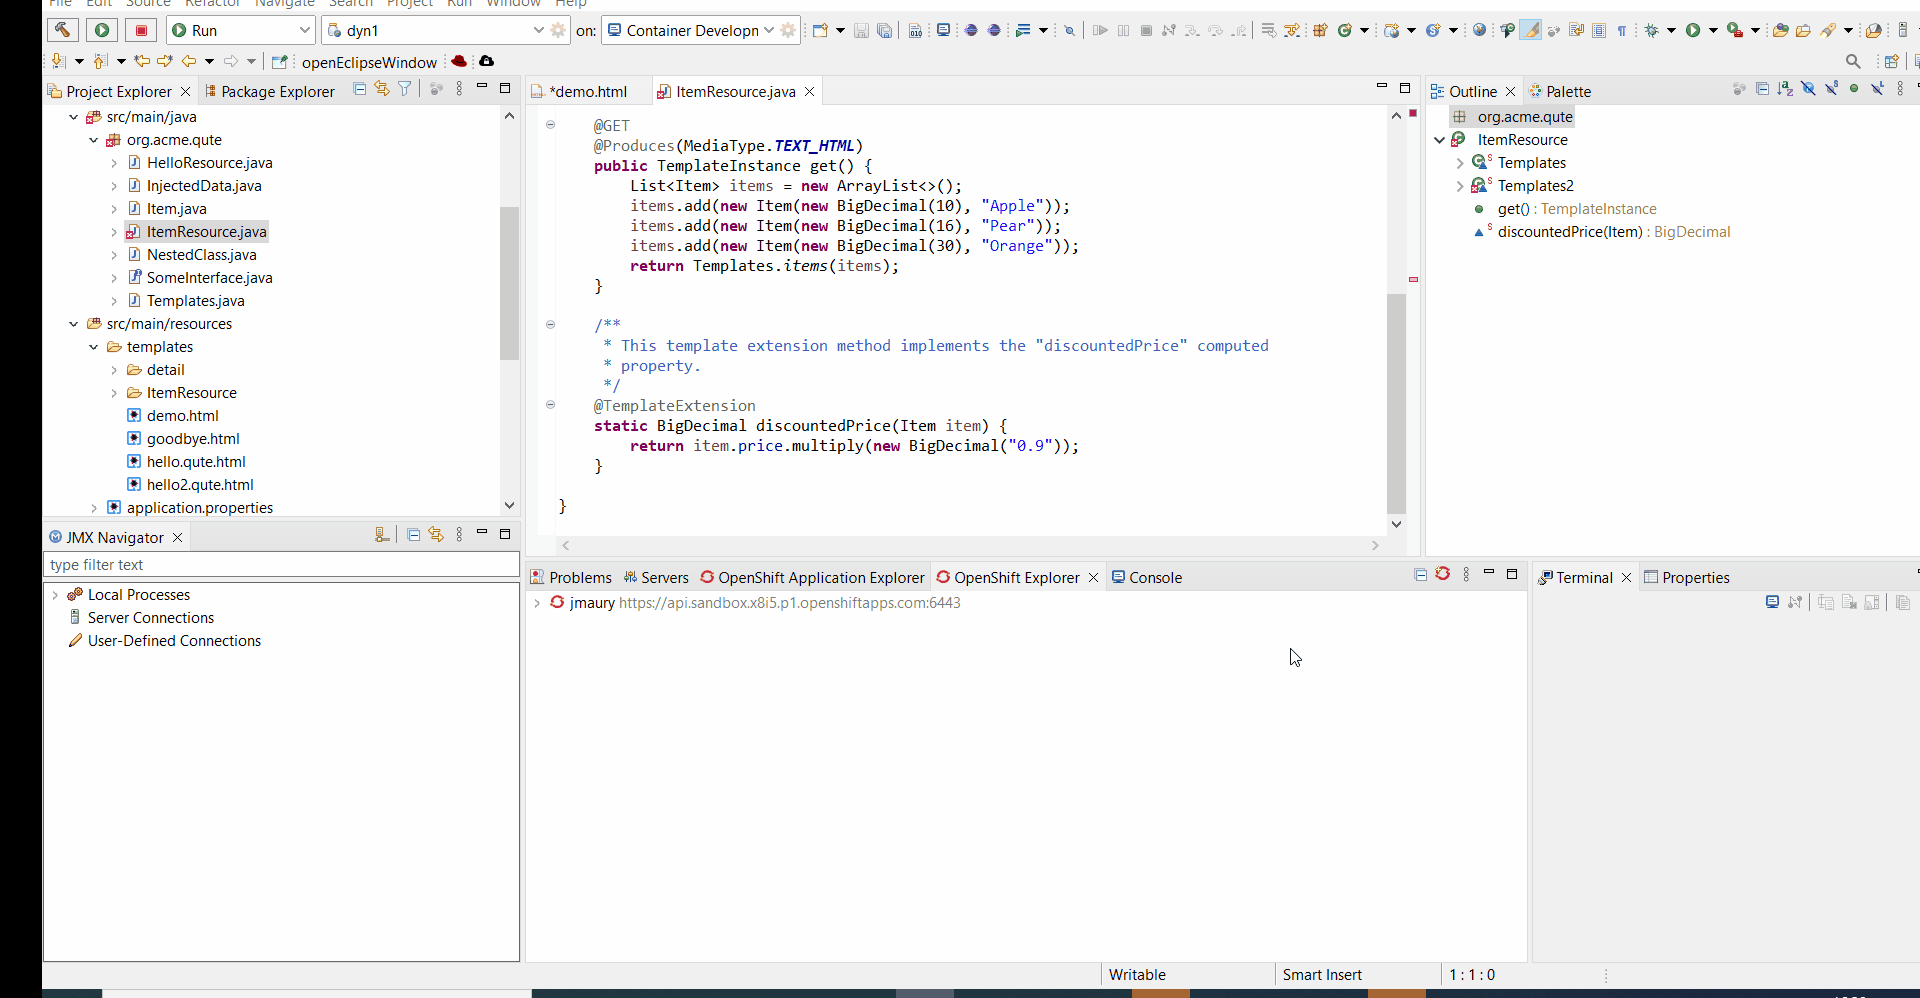 File Edit Source Refactor Navigate Search Project Run Window Help
Run dyn1 on: Container Developn
openEclipseWindow
Project Explorer Package Explorer
src/main/java
org.acme.qute
HelloResource.java
InjectedData.java
Item.java
ItemResource.java
NestedClass.java
SomeInterface.java
Templates.java
src/main/resources
templates
detail
ItemResource
demo.html
goodbye.html
hello.qute.html
hello2.qute.html
application.properties
JMX Navigator
type filter text
Local Processes
Server Connections
User-Defined Connections
*demo.html ItemResource.java
@GET
@Produces(MediaType.TEXT_HTML)
public TemplateInstance get() {
List<Item> items = new ArrayList<>();
items.add(new Item(new BigDecimal(10), "Apple"));
items.add(new Item(new BigDecimal(16), "Pear"));
items.add(new Item(new BigDecimal(30), "Orange"));
return Templates.items(items);
}
/**
* This template extension method implements the "discountedPrice" computed
* property.
*/
@TemplateExtension
static BigDecimal discountedPrice(Item item) {
return item.price.multiply(new BigDecimal("0.9"));
}
}
Outline Palette
org.acme.qute
ItemResource
Templates
Templates2
get() : TemplateInstance
discountedPrice(Item) : BigDecimal
Problems Servers OpenShift Application Explorer OpenShift Explorer Console
jmaury https://api.sandbox.x8i5.p1.openshiftapps.com:6443
Terminal Properties
Writable Smart Insert 1 : 1 : 0